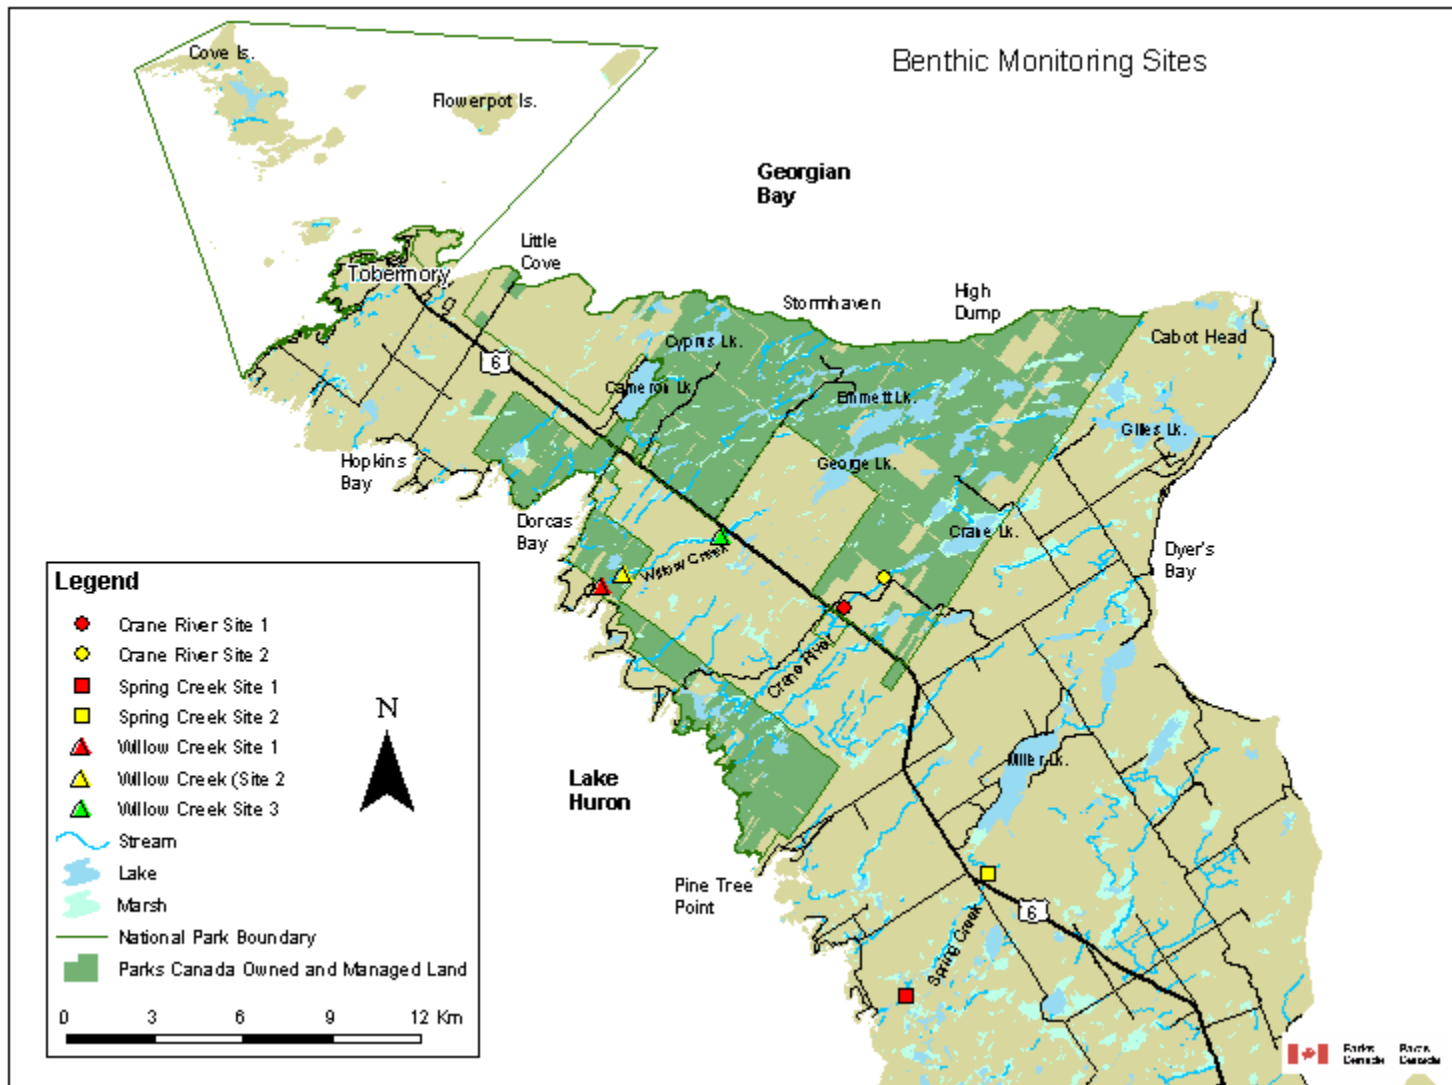 Benthic Monitoring Sites
Cove Is.
Flowerpot Is.
Georgian
Bay
Little
Cove
Tobermory
Stormhaven
High
Dump
Cyprus Lk.
Cabot Head
6
Cameron Lk.
Emmett Lk.
Gilles Lk.
Hopkins
Bay
George Lk.
Dorcas
Bay
Crane Lk.
Willow Creek
Dyer's
Bay
Crane River
Miller Lk.
Lake
Huron
Pine Tree
Point
6
Spring Creek
Legend
Crane River Site 1
Crane River Site 2
Spring Creek Site 1
Spring Creek Site 2
Willow Creek Site 1
Willow Creek (Site 2
Willow Creek Site 3
Stream
Lake
Marsh
National Park Boundary
Parks Canada Owned and Managed Land
N
0 3 6 9 12 Km
Parks Parcs
Canada Canada